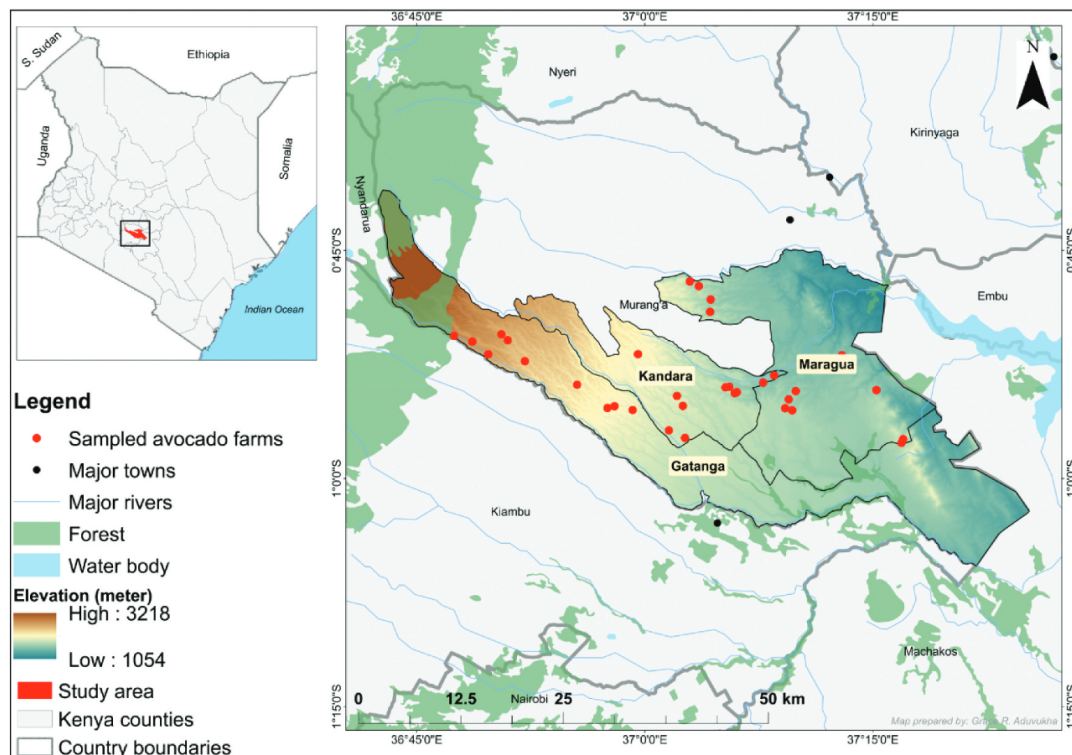 36°45'0"E 37°0'0"E 37°15'0"E
S. Sudan
Ethiopia
Uganda
Somalia
Indian Ocean
N
Nyeri
Kirinyaga
Nyandarua
0°45'0"S
0°45'0"S
Embu
Murang'a
Maragua
Kandara
Gatanga
1°0'0"S
1°0'0"S
Kiambu
Machakos
Nairobi
1°15'0"S
1°15'0"S
0 12.5 25 50 km
Map prepared by: R. Aduvukha
36°45'0"E 37°0'0"E 37°15'0"E
Legend
Sampled avocado farms
Major towns
Major rivers
Forest
Water body
Elevation (meter)
High : 3218
Low : 1054
Study area
Kenya counties
Country boundaries